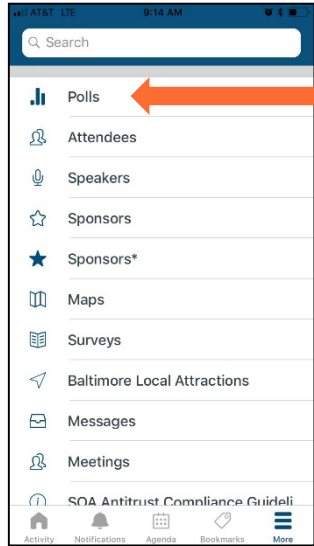 AT&T LTE 9:14 AM
Search
Polls
Attendees
Speakers
Sponsors
Sponsors*
Maps
Surveys
Baltimore Local Attractions
Messages
Meetings
SOA Antitrust Compliance Guideli
Activity Notifications Agenda Bookmarks More